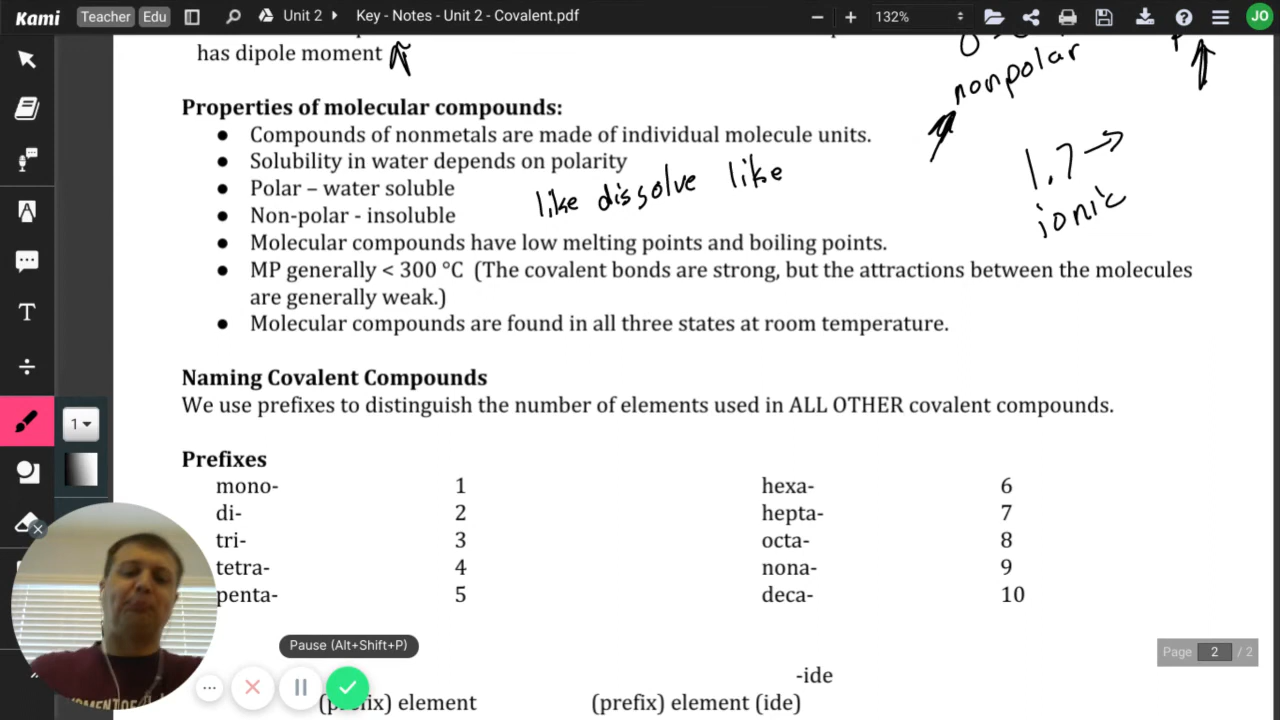 Kami Teacher Edu Unit 2 Key - Notes - Unit 2 - Covalent.pdf 132% JO
has dipole moment
nonpolar
Properties of molecular compounds:
● Compounds of nonmetals are made of individual molecule units.
● Solubility in water depends on polarity
1.7
● Polar – water soluble
like dissolve like
● Non-polar - insoluble
ionic
● Molecular compounds have low melting points and boiling points.
● MP generally < 300 °C (The covalent bonds are strong, but the attractions between the molecules
are generally weak.)
● Molecular compounds are found in all three states at room temperature.
Naming Covalent Compounds
We use prefixes to distinguish the number of elements used in ALL OTHER covalent compounds.
1
Prefixes
mono- 1 hexa- 6
di- 2 hepta- 7
tri- 3 octa- 8
tetra- 4 nona- 9
penta- 5 deca- 10
Pause (Alt+Shift+P)
Page 2 / 2
-ide
(prefix) element (prefix) element (ide)